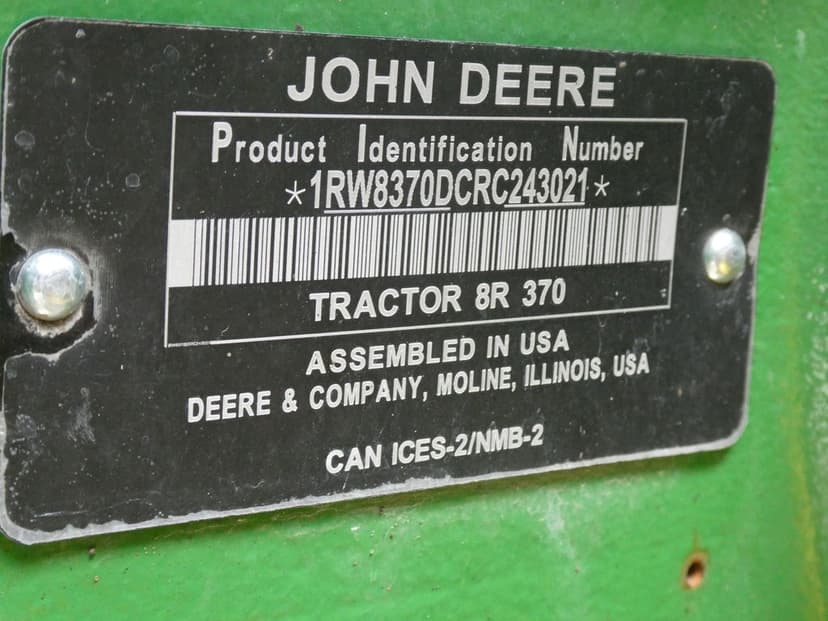 JOHN DEERE
Product Identification Number
*1RW8370DCRC243021*
TRACTOR 8R 370
ASSEMBLED IN USA
DEERE & COMPANY, MOLINE, ILLINOIS, USA
CAN ICES-2/NMB-2